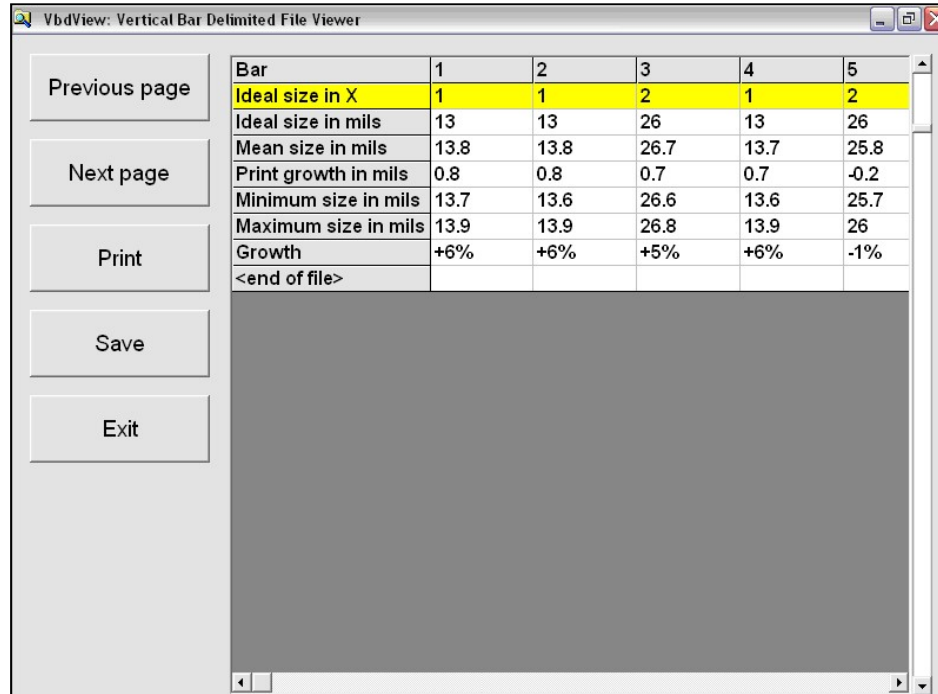 VbdView: Vertical Bar Delimited File Viewer
Previous page
Next page
Print
Save
Exit
Bar 1 2 3 4 5
Ideal size in X 1 1 2 1 2
Ideal size in mils 13 13 26 13 26
Mean size in mils 13.8 13.8 26.7 13.7 25.8
Print growth in mils 0.8 0.8 0.7 0.7 -0.2
Minimum size in mils 13.7 13.6 26.6 13.6 25.7
Maximum size in mils 13.9 13.9 26.8 13.9 26
Growth +6% +6% +5% +6% -1%
<end of file>